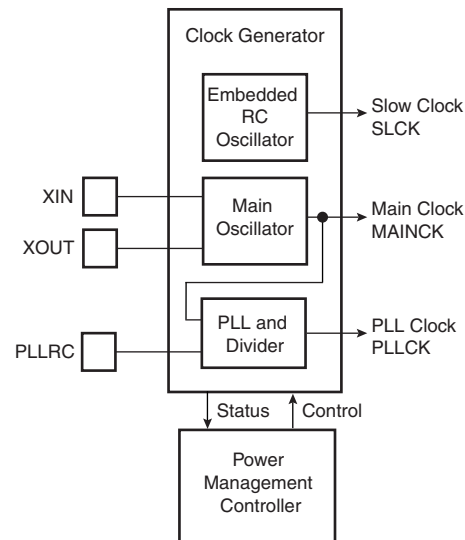 Clock Generator
Embedded
RC
Oscillator
Slow Clock
SLCK
XIN
Main
Oscillator
Main Clock
MAINCK
XOUT
PLL and
Divider
PLL Clock
PLLCK
PLLRC
Status
Control
Power
Management
Controller